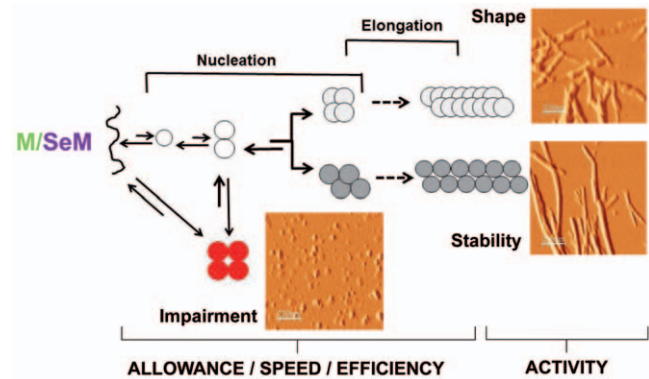 Shape
Elongation
Nucleation
M/SeM
Stability
Impairment
ALLOWANCE / SPEED / EFFICIENCY
ACTIVITY